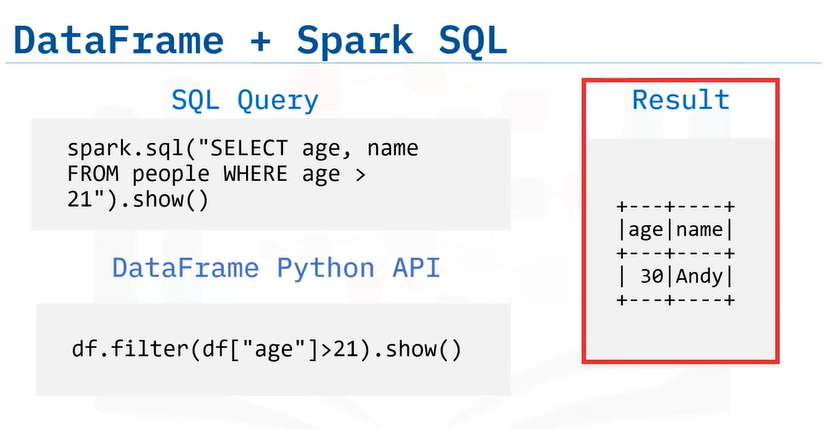 DataFrame + Spark SQL
SQL Query
spark.sql("SELECT age, name
FROM people WHERE age >
21").show()
DataFrame Python API
df.filter(df["age"]>21).show()
Result
+---+----+
|age|name|
+---+----+
| 30|Andy|
+---+----+